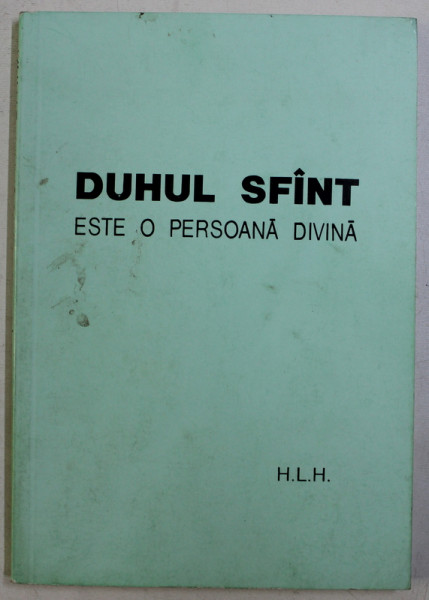 DUHUL SFÎNT
ESTE O PERSOANĂ DIVINĂ
H.L.H.